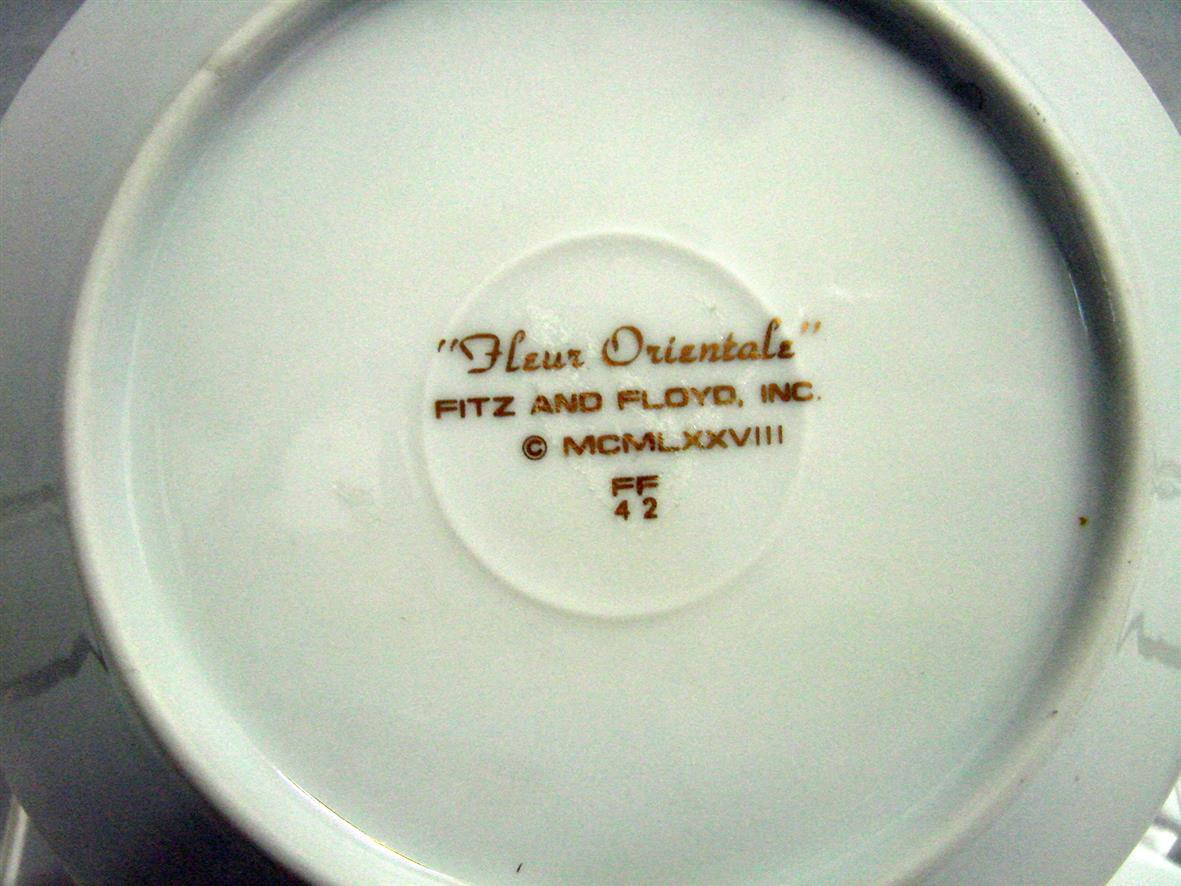 "Fleur Orientale"
FITZ AND FLOYD, INC.
© MCMLXXVIII
FF
42